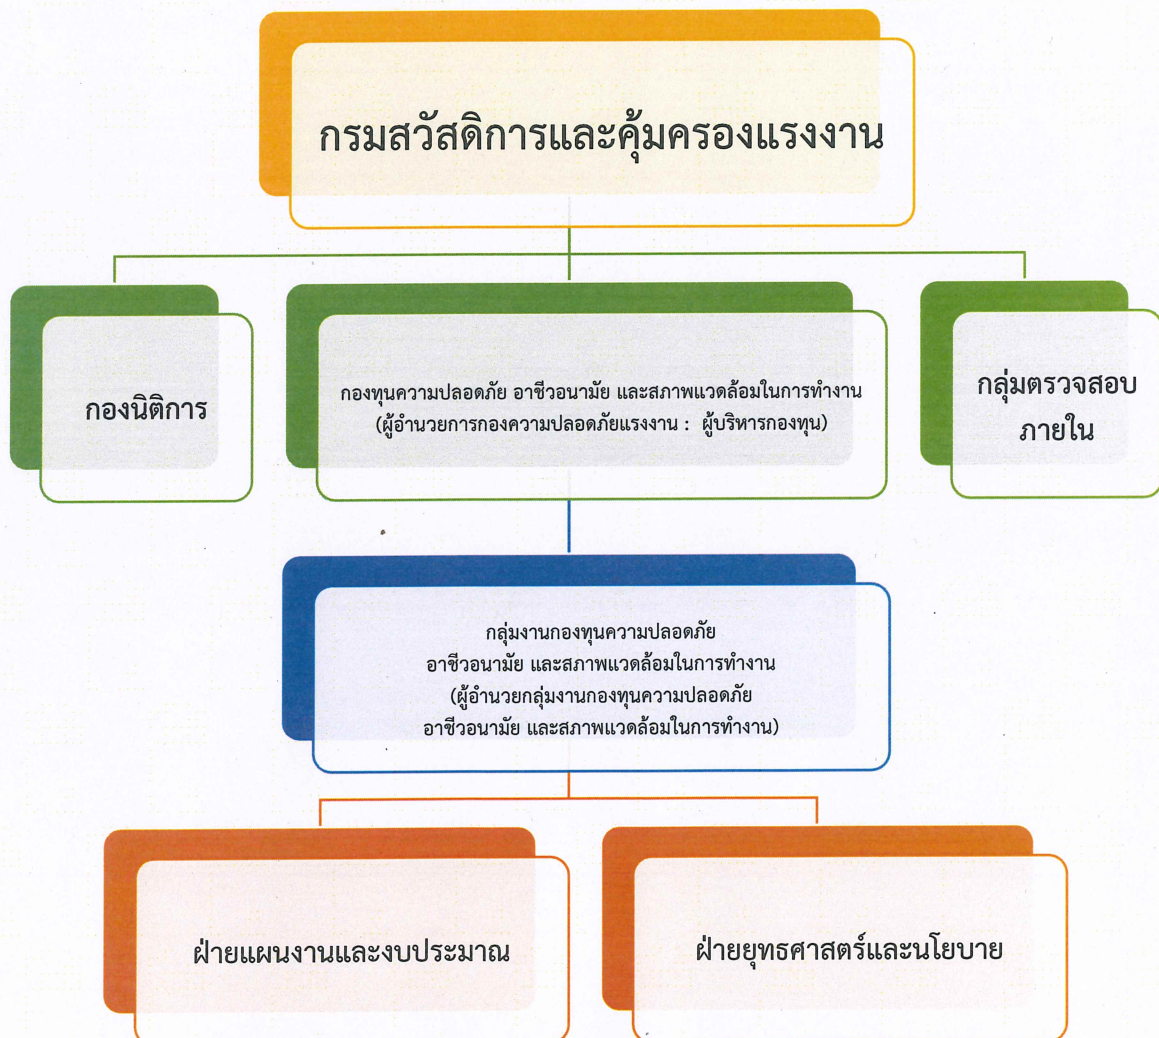 กรมสวัสดิการและคุ้มครองแรงงาน
กองนิติการ
กองทุนความปลอดภัย อาชีวอนามัย และสภาพแวดล้อมในการทำงาน
(ผู้อำนวยการกองความปลอดภัยแรงงาน : ผู้บริหารกองทุน)
กลุ่มตรวจสอบ
ภายใน
กลุ่มงานกองทุนความปลอดภัย
อาชีวอนามัย และสภาพแวดล้อมในการทำงาน
(ผู้อำนวยกลุ่มงานกองทุนความปลอดภัย
อาชีวอนามัย และสภาพแวดล้อมในการทำงาน)
ฝ่ายแผนงานและงบประมาณ
ฝ่ายยุทธศาสตร์และนโยบาย